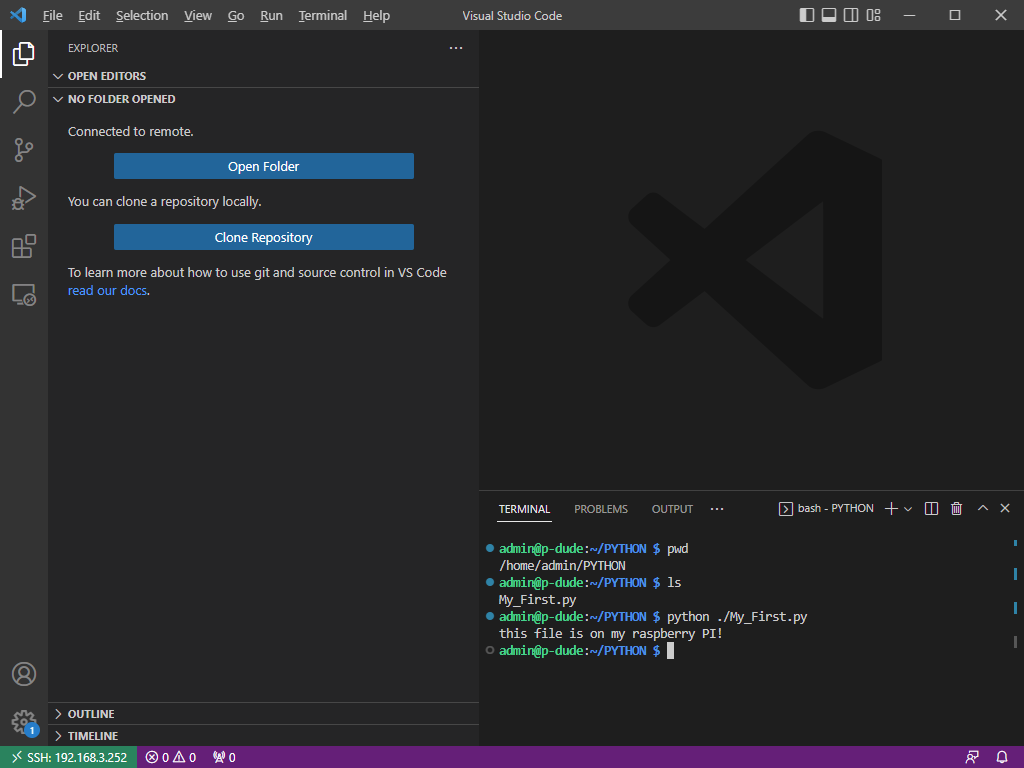 File Edit Selection View Go Run Terminal Help Visual Studio Code
EXPLORER
OPEN EDITORS
NO FOLDER OPENED
Connected to remote.
Open Folder
You can clone a repository locally.
Clone Repository
To learn more about how to use git and source control in VS Code
read our docs.
OUTLINE
TIMELINE
TERMINAL PROBLEMS OUTPUT ··· bash - PYTHON
admin@p-dude:~/PYTHON $ pwd
/home/admin/PYTHON
admin@p-dude:~/PYTHON $ ls
My_First.py
admin@p-dude:~/PYTHON $ python ./My_First.py
this file is on my raspberry PI!
admin@p-dude:~/PYTHON $
1
SSH: 192.168.3.252 0 0 0